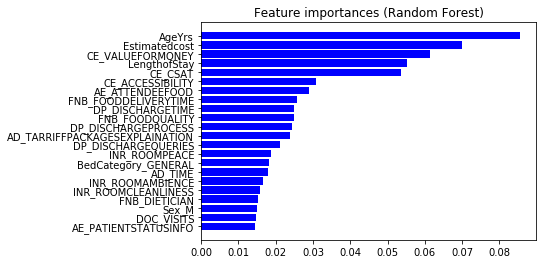 Feature importances (Random Forest)
AgeYrs
Estimatedcost
CE_VALUEFORMONEY
LengthofStay
CE_CSAT
CE_ACCESSIBILITY
AE_ATTENDEEFOOD
FNB_FOODDELIVERYTIME
DP_DISCHARGETIME
FNB_FOODQUALITY
DP_DISCHARGEPROCESS
AD_TARRIFFPACKAGESEXPLAINATION
DP_DISCHARGEQUERIES
INR_ROOMPEACE
BedCategory_GENERAL
AD_TIME
INR_ROOMAMBIENCE
INR_ROOMCLEANLINESS
FNB_DIETICIAN
Sex_M
DOC_VISITS
AE_PATIENTSTATUSINFO
0.00 0.01 0.02 0.03 0.04 0.05 0.06 0.07 0.08